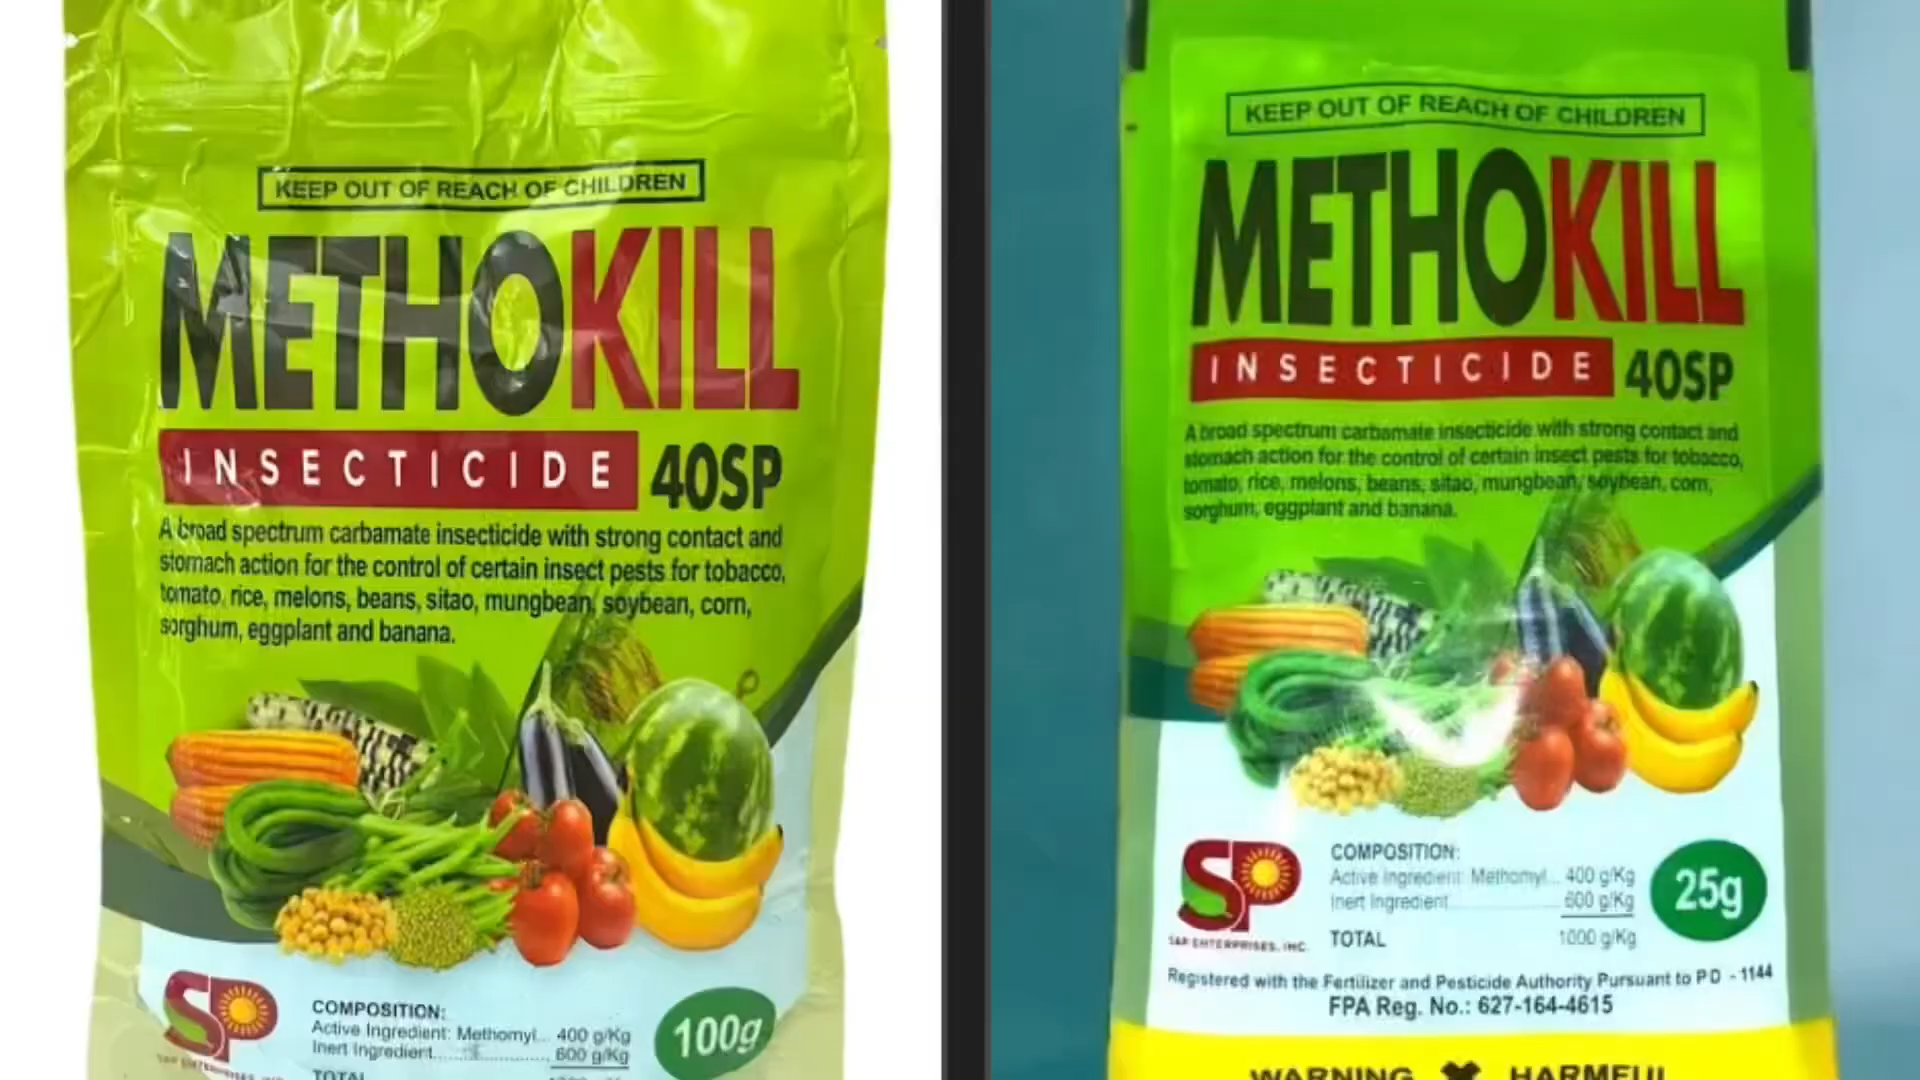 KEEP OUT OF REACH OF CHILDREN
METHOKILL
INSECTICIDE 40SP
A broad spectrum carbamate insecticide with strong contact and
stomach action for the control of certain insect pests for tobacco,
tomato, rice, melons, beans, sitao, mungbean, soybean, corn,
sorghum, eggplant and banana.
SP
COMPOSITION:
Active Ingredient: Methomyl... 400 g/Kg
Inert Ingredient........................ 600 g/Kg
TOTAL
100g
KEEP OUT OF REACH OF CHILDREN
METHOKILL
INSECTICIDE 40SP
A broad spectrum carbamate insecticide with strong contact and
stomach action for the control of certain insect pests for tobacco,
tomato, rice, melons, beans, sitao, mungbean, soybean, corn,
sorghum, eggplant and banana.
SP
S&P ENTERPRISES, INC.
COMPOSITION:
Active Ingredient: Methomyl... 400 g/Kg
Inert Ingredient........................ 600 g/Kg
TOTAL 1000 g/Kg
25g
Registered with the Fertilizer and Pesticide Authority Pursuant to PD - 1144
FPA Reg. No.: 627-164-4615
WARNING HARMFUL